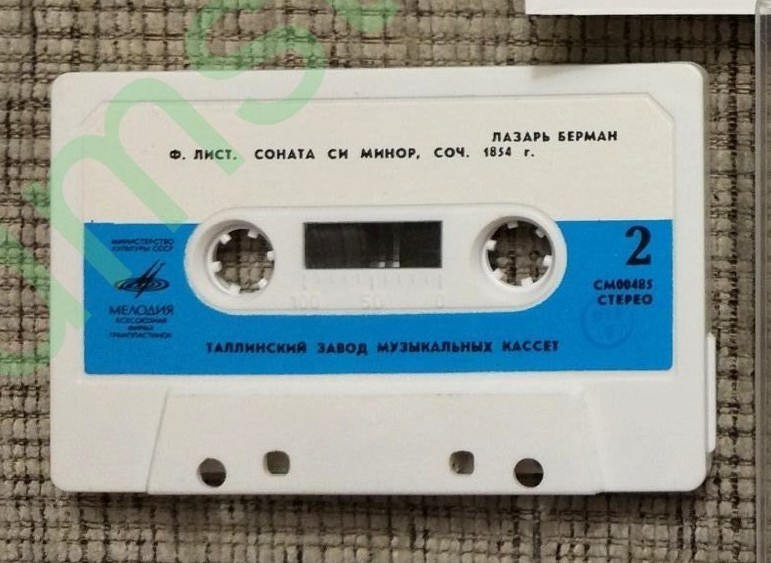 ЛАЗАРЬ БЕРМАН
Ф. ЛИСТ. СОНАТА СИ МИНОР, СОЧ. 1854 г.
МИНИСТЕРСТВО
КУЛЬТУРЫ СССР
МЕЛОДИЯ
ВСЕСОЮЗНАЯ
ФИРМА
ГРАМПЛАСТИНОК
2
СМ00485
СТЕРЕО
100 50 0
ТАЛЛИНСКИЙ ЗАВОД МУЗЫКАЛЬНЫХ КАССЕТ